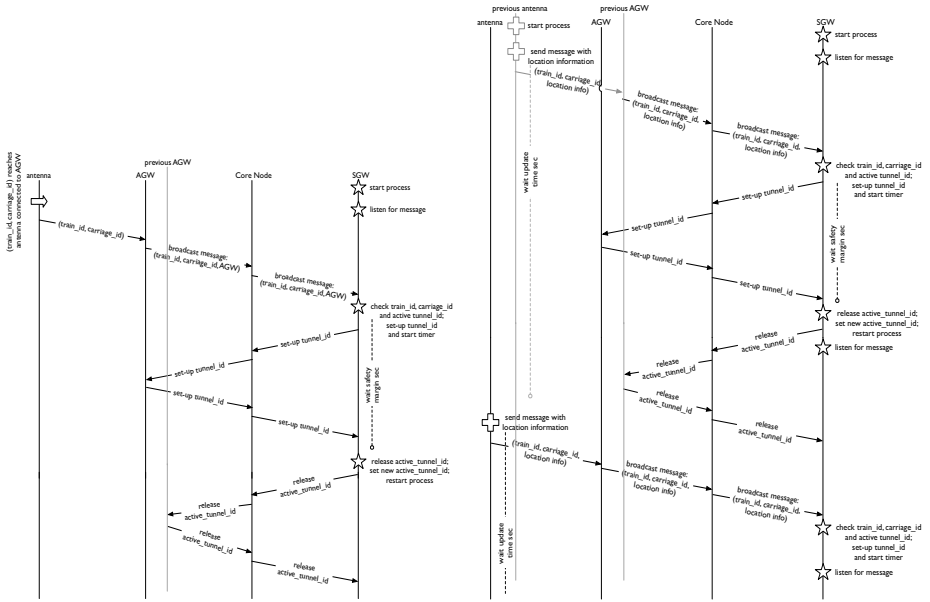 (train_id, carriage_id) reaches
antenna connected to AGW
antenna
previous AGW
AGW
Core Node
SGW
start process
listen for message
(train_id, carriage_id)
broadcast message:
(train_id, carriage_id,AGW)
broadcast message:
(train_id, carriage_id,AGW)
check train_id, carriage_id
and active tunnel_id;
set-up tunnel_id
and start timer
set-up tunnel_id
set-up tunnel_id
wait safety
margin sec
set-up tunnel_id
set-up tunnel_id
release active_tunnel_id;
set new active_tunnel_id;
restart process
release
active_tunnel_id
release
active_tunnel_id
release
active_tunnel_id
release
active_tunnel_id
previous antenna
antenna
previous AGW
AGW
Core Node
SGW
start process
start process
send message with
location information
listen for message
(train_id, carriage_id,
location info)
broadcast message:
(train_id, carriage_id,
location info)
broadcast message:
(train_id, carriage_id,
location info)
wait update
time sec
check train_id, carriage_id
and active tunnel_id;
set-up tunnel_id
and start timer
set-up tunnel_id
set-up tunnel_id
wait safety
margin sec
set-up tunnel_id
set-up tunnel_id
release active_tunnel_id;
set new active_tunnel_id;
restart process
release
active_tunnel_id
listen for message
release
active_tunnel_id
release
active_tunnel_id
release
active_tunnel_id
send message with
location information
(train_id, carriage_id,
location info)
broadcast message:
(train_id, carriage_id,
location info)
broadcast message:
(train_id, carriage_id,
location info)
wait update
time sec
check train_id, carriage_id
and active tunnel_id;
set-up tunnel_id
and start timer
listen for message